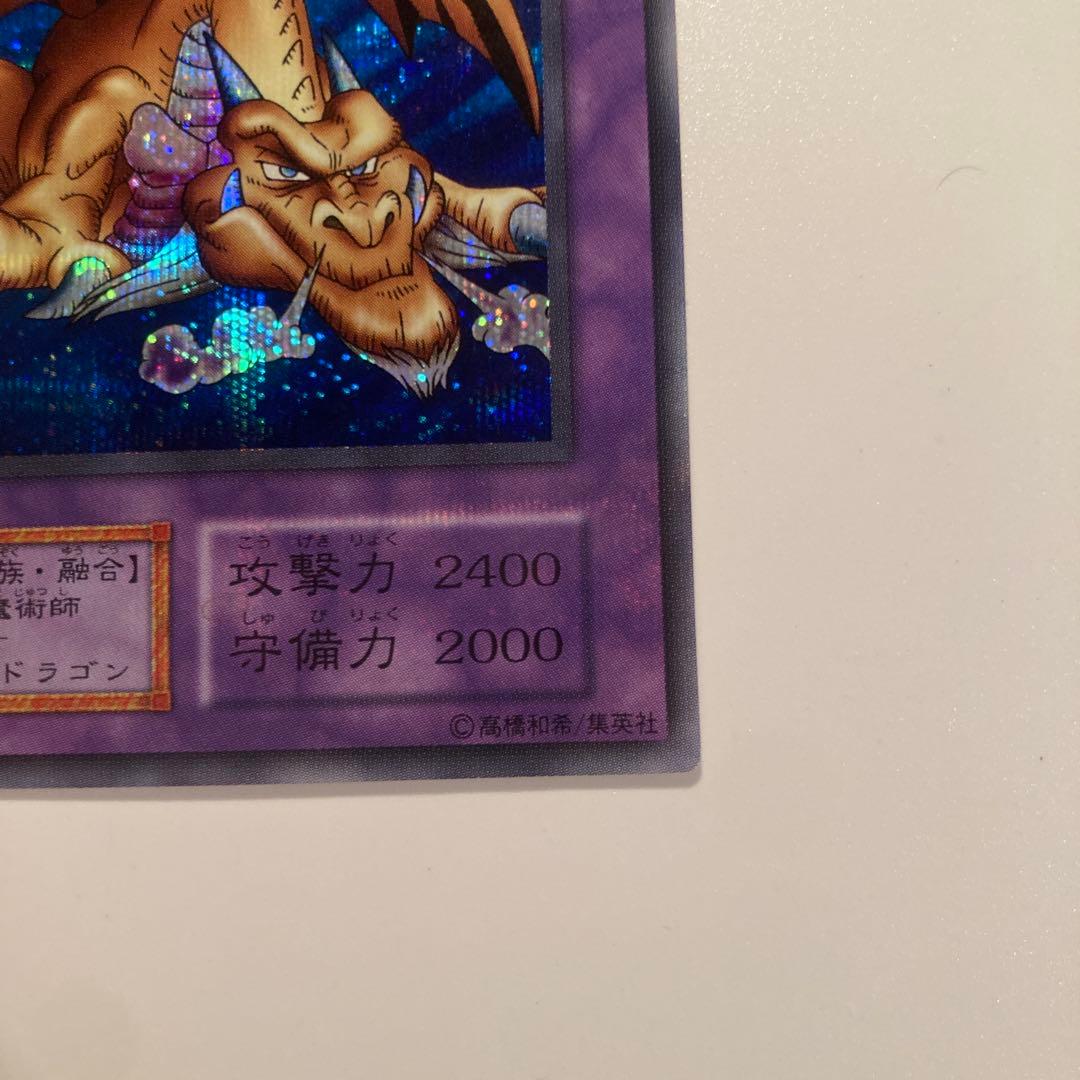 族・融合】
魔術師
ドラゴン
こうげきりょく
攻撃力 2400
しゅびりょく
守備力 2000
©高橋和希/集英社